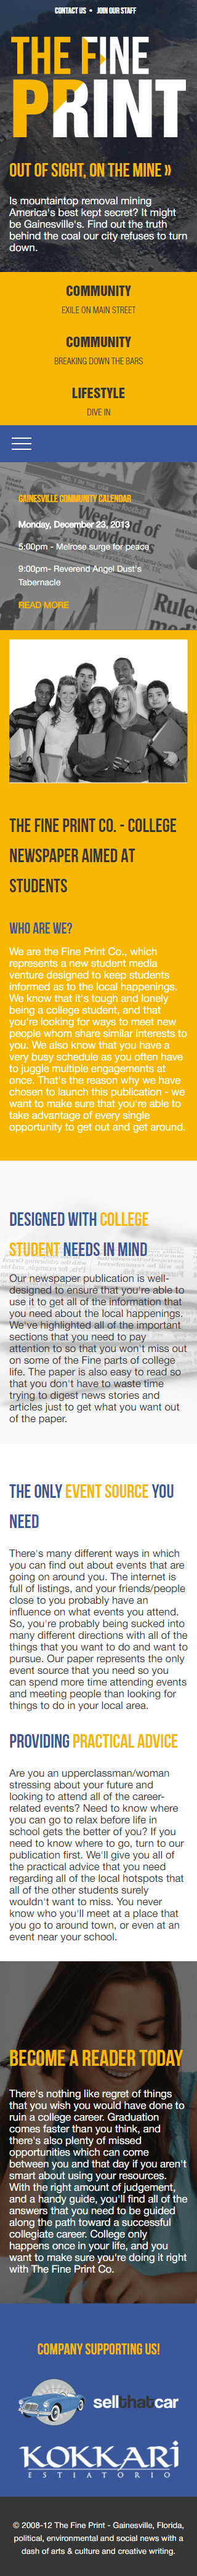 CONTACT US • JOIN OUR STAFF
THE FINE
PRINT
OUT OF SIGHT, ON THE MINE »
Is mountaintop removal mining
America's best kept secret? It might
be Gainesville's. Find out the truth
behind the coal our city refuses to turn
down.
COMMUNITY
EXILE ON MAIN STREET
COMMUNITY
BREAKING DOWN THE BARS
LIFESTYLE
DIVE IN
GAINESVILLE COMMUNITY CALENDAR
Monday, December 23, 2013
5:00pm - Melrose surge for peace
9:00pm- Reverend Angel Dust's
Tabernacle
READ MORE
Week of
snowdown
Rules
THE FINE PRINT CO. - COLLEGE
NEWSPAPER AIMED AT
STUDENTS
WHO ARE WE?
We are the Fine Print Co., which
represents a new student media
venture designed to keep students
informed as to the local happenings.
We know that it's tough and lonely
being a college student, and that
you're looking for ways to meet new
people whom share similar interests to
you. We also know that you have a
very busy schedule as you often have
to juggle multiple engagements at
once. That's the reason why we have
chosen to launch this publication - we
want to make sure that you're able to
take advantage of every single
opportunity to get out and get around.
DESIGNED WITH COLLEGE
STUDENT NEEDS IN MIND
Our newspaper publication is well-
designed to ensure that you're able to
use it to get all of the information that
you need about the local happenings.
We've highlighted all of the important
sections that you need to pay
attention to so that you won't miss out
on some of the Fine parts of college
life. The paper is also easy to read so
that you don't have to waste time
trying to digest news stories and
articles just to get what you want out
of the paper.
THE ONLY EVENT SOURCE YOU
NEED
There's many different ways in which
you can find out about events that are
going on around you. The internet is
full of listings, and your friends/people
close to you probably have an
influence on what events you attend.
So, you're probably being sucked into
many different directions with all of the
things that you want to do and want to
pursue. Our paper represents the only
event source that you need so you
can spend more time attending events
and meeting people than looking for
things to do in your local area.
PROVIDING PRACTICAL ADVICE
Are you an upperclassman/woman
stressing about your future and
looking to attend all of the career-
related events? Need to know where
you can go to relax before life in
school gets the better of you? If you
need to know where to go, turn to our
publication first. We'll give you all of
the practical advice that you need
regarding all of the local hotspots that
all of the other students surely
wouldn't want to miss. You never
know who you'll meet at a place that
you go to around town, or even at an
event near your school.
BECOME A READER TODAY
There's nothing like regret of things
that you wish you would have done to
ruin a college career. Graduation
comes faster than you think, and
there's also plenty of missed
opportunities which can come
between you and that day if you aren't
smart about using your resources.
With the right amount of judgement,
and a handy guide, you'll find all of the
answers that you need to be guided
along the path toward a successful
collegiate career. College only
happens once in your life, and you
want to make sure you're doing it right
with The Fine Print Co.
COMPANY SUPPORTING US!
sellthatcar
KOKKARI
ESTIATORIO
© 2008-12 The Fine Print - Gainesville, Florida,
political, environmental and social news with a
dash of arts & culture and creative writing.